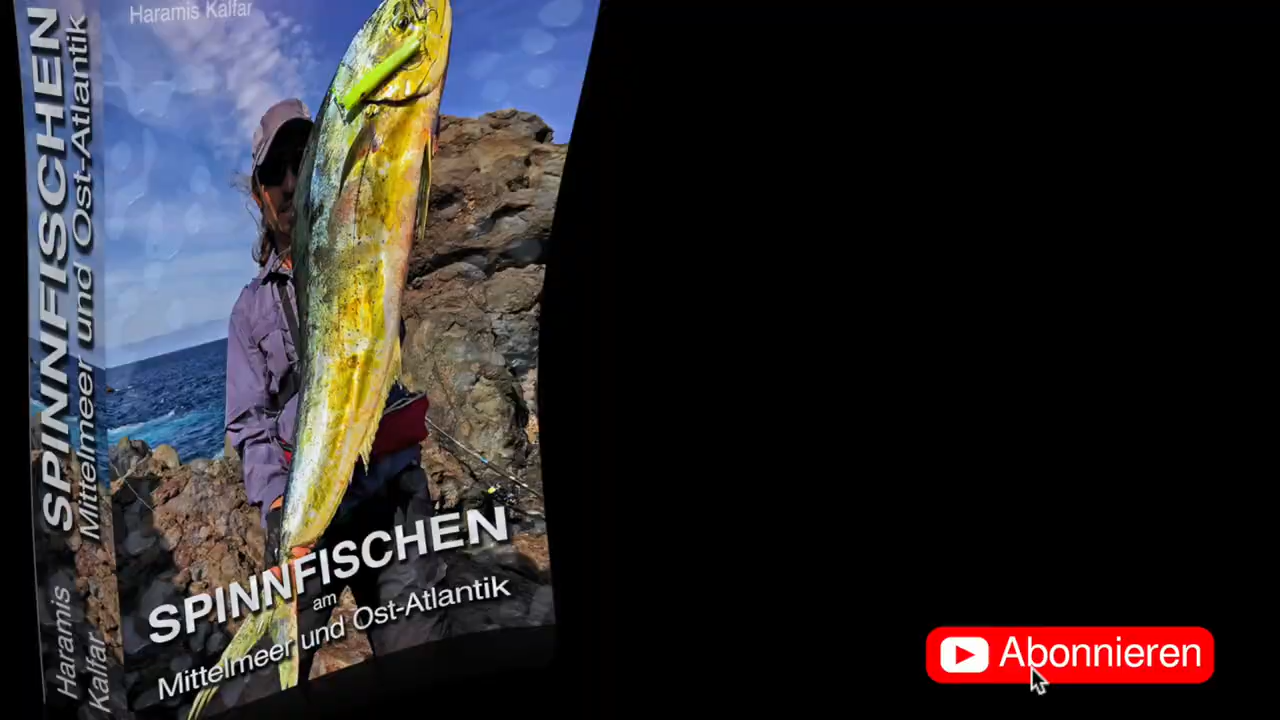 Haramis Kalfar
SPINNFISCHEN
Mittelmeer und Ost-Atlantik
Haramis
Kalfar
SPINNFISCHEN
am
Mittelmeer und Ost-Atlantik
Abonnieren